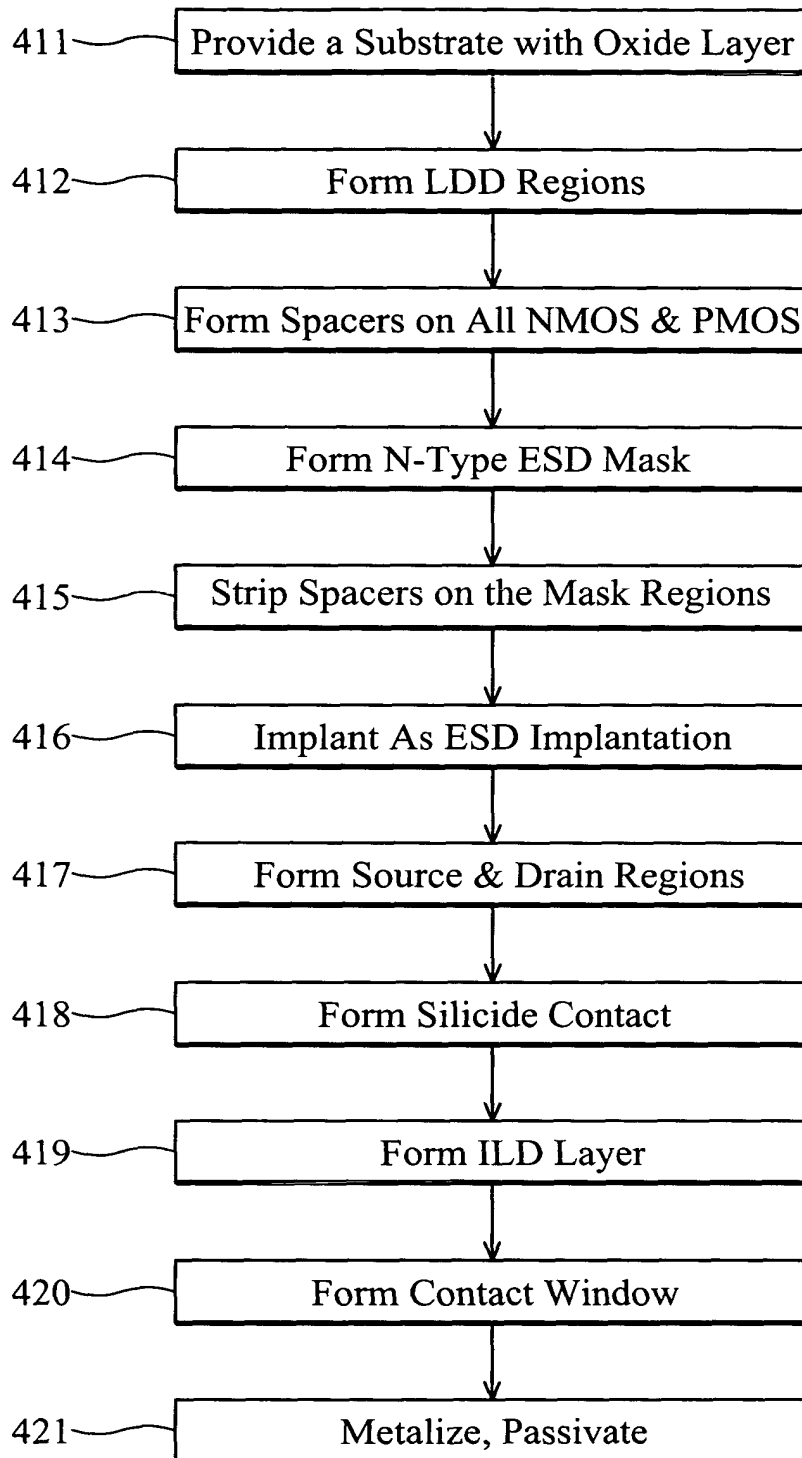 411 Provide a Substrate with Oxide Layer
412 Form LDD Regions
413 Form Spacers on All NMOS & PMOS
414 Form N-Type ESD Mask
415 Strip Spacers on the Mask Regions
416 Implant As ESD Implantation
417 Form Source & Drain Regions
418 Form Silicide Contact
419 Form ILD Layer
420 Form Contact Window
421 Metalize, Passivate